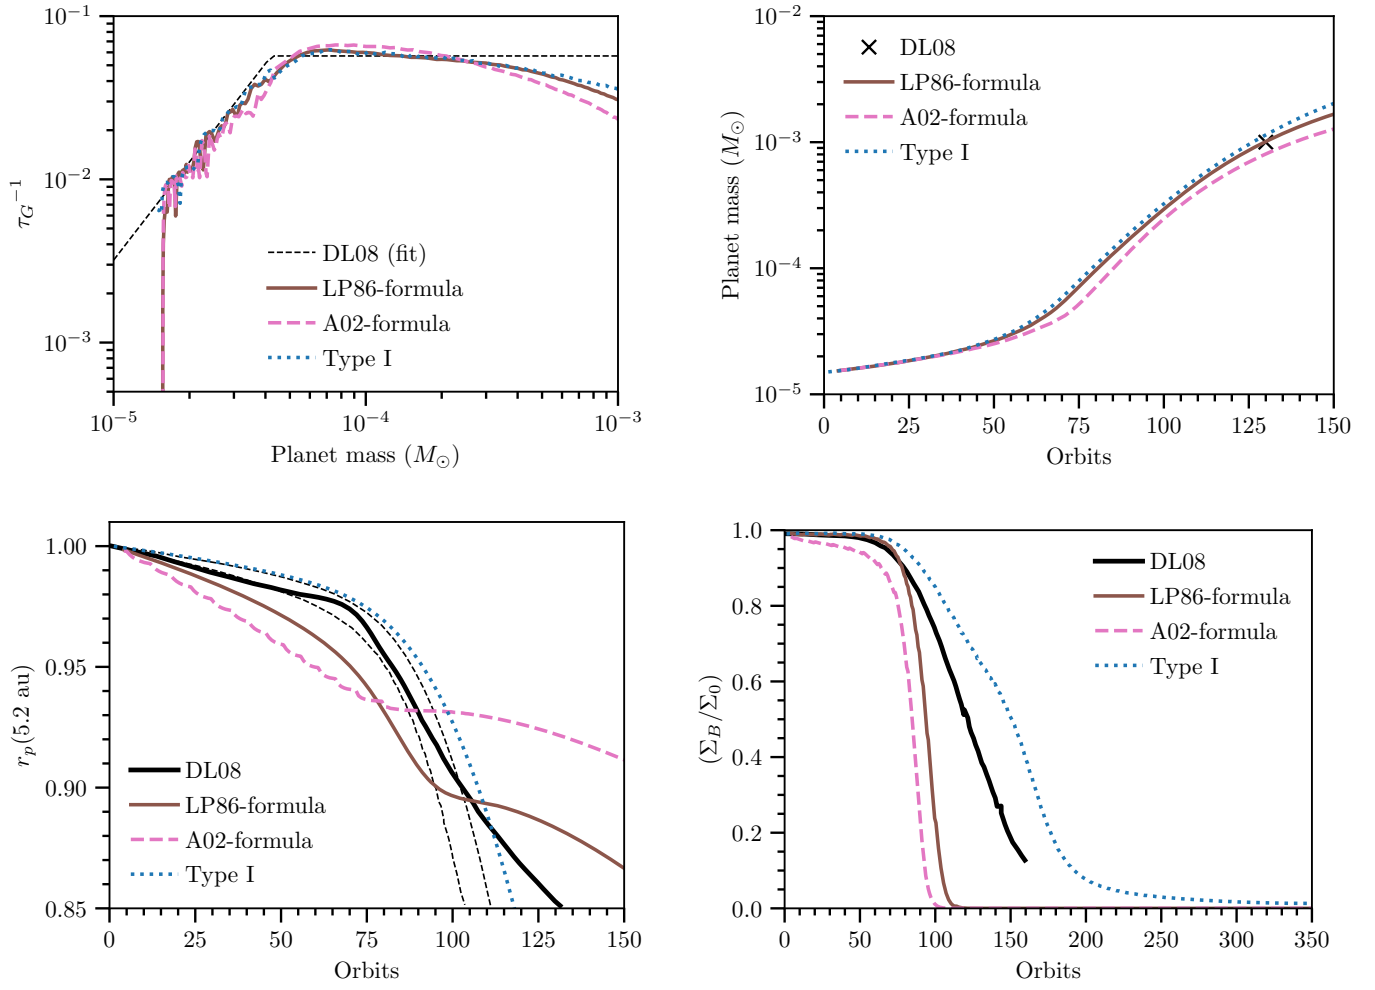 10⁻¹
10⁻²
10⁻³
τ_G⁻¹
DL08 (fit)
LP86-formula
A02-formula
Type I
10⁻⁵
10⁻⁴
10⁻³
Planet mass (M_⊙)
10⁻²
10⁻³
10⁻⁴
10⁻⁵
Planet mass (M_⊙)
DL08
LP86-formula
A02-formula
Type I
0
25
50
75
100
125
150
Orbits
1.00
0.95
0.90
0.85
r_p(5.2 au)
DL08
LP86-formula
A02-formula
Type I
0
25
50
75
100
125
150
Orbits
1.0
0.8
0.6
0.4
0.2
0.0
(Σ_B/Σ_0)
DL08
LP86-formula
A02-formula
Type I
0
50
100
150
200
250
300
350
Orbits